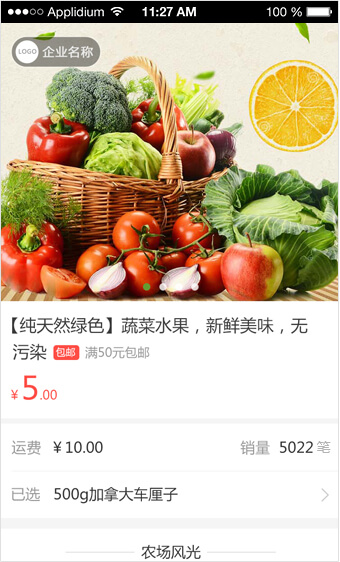 Applidium 11:27 AM 100 %
LOGO 企业名称
【纯天然绿色】蔬菜水果，新鲜美味，无
污染 包邮 满50元包邮
¥5.00
运费 ¥10.00 销量 5022 笔
已选 500g加拿大车厘子
农场风光